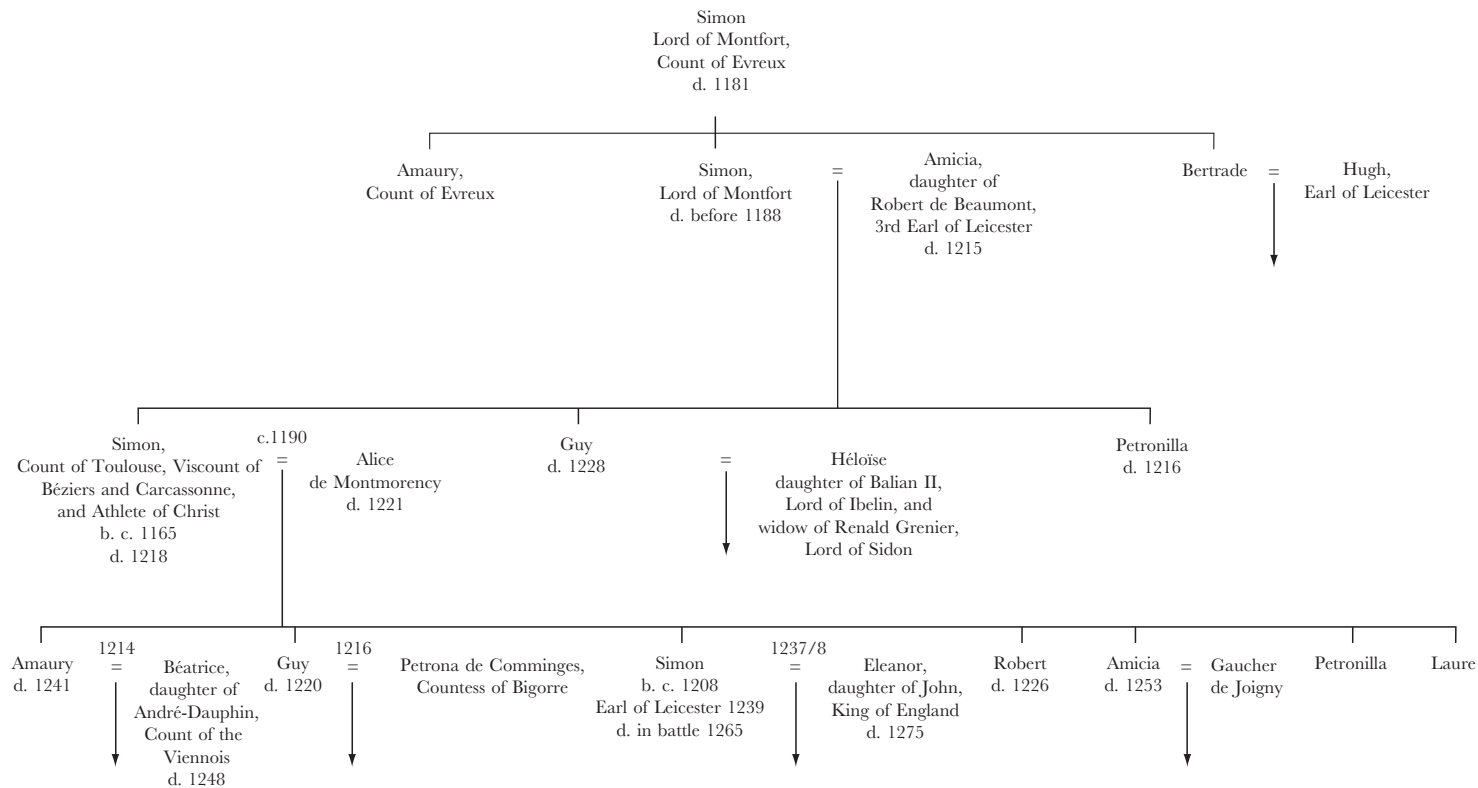 Simon
Lord of Montfort,
Count of Evreux
d. 1181
Amaury,
Count of Evreux
Simon,
Lord of Montfort
d. before 1188
=
Amicia,
daughter of
Robert de Beaumont,
3rd Earl of Leicester
d. 1215
Bertrade
=
Hugh,
Earl of Leicester
Simon,
Count of Toulouse, Viscount of
Béziers and Carcassonne,
and Athlete of Christ
b. c. 1165
d. 1218
c.1190
=
Alice
de Montmorency
d. 1221
Guy
d. 1228
=
Héloïse
daughter of Balian II,
Lord of Ibelin, and
widow of Renald Grenier,
Lord of Sidon
Petronilla
d. 1216
Amaury
d. 1241
1214
=
Béatrice,
daughter of
André-Dauphin,
Count of the
Viennois
d. 1248
Guy
d. 1220
1216
=
Petrona de Comminges,
Countess of Bigorre
Simon
b. c. 1208
Earl of Leicester 1239
d. in battle 1265
1237/8
=
Eleanor,
daughter of John,
King of England
d. 1275
Robert
d. 1226
Amicia
d. 1253
=
Gaucher
de Joigny
Petronilla
Laure